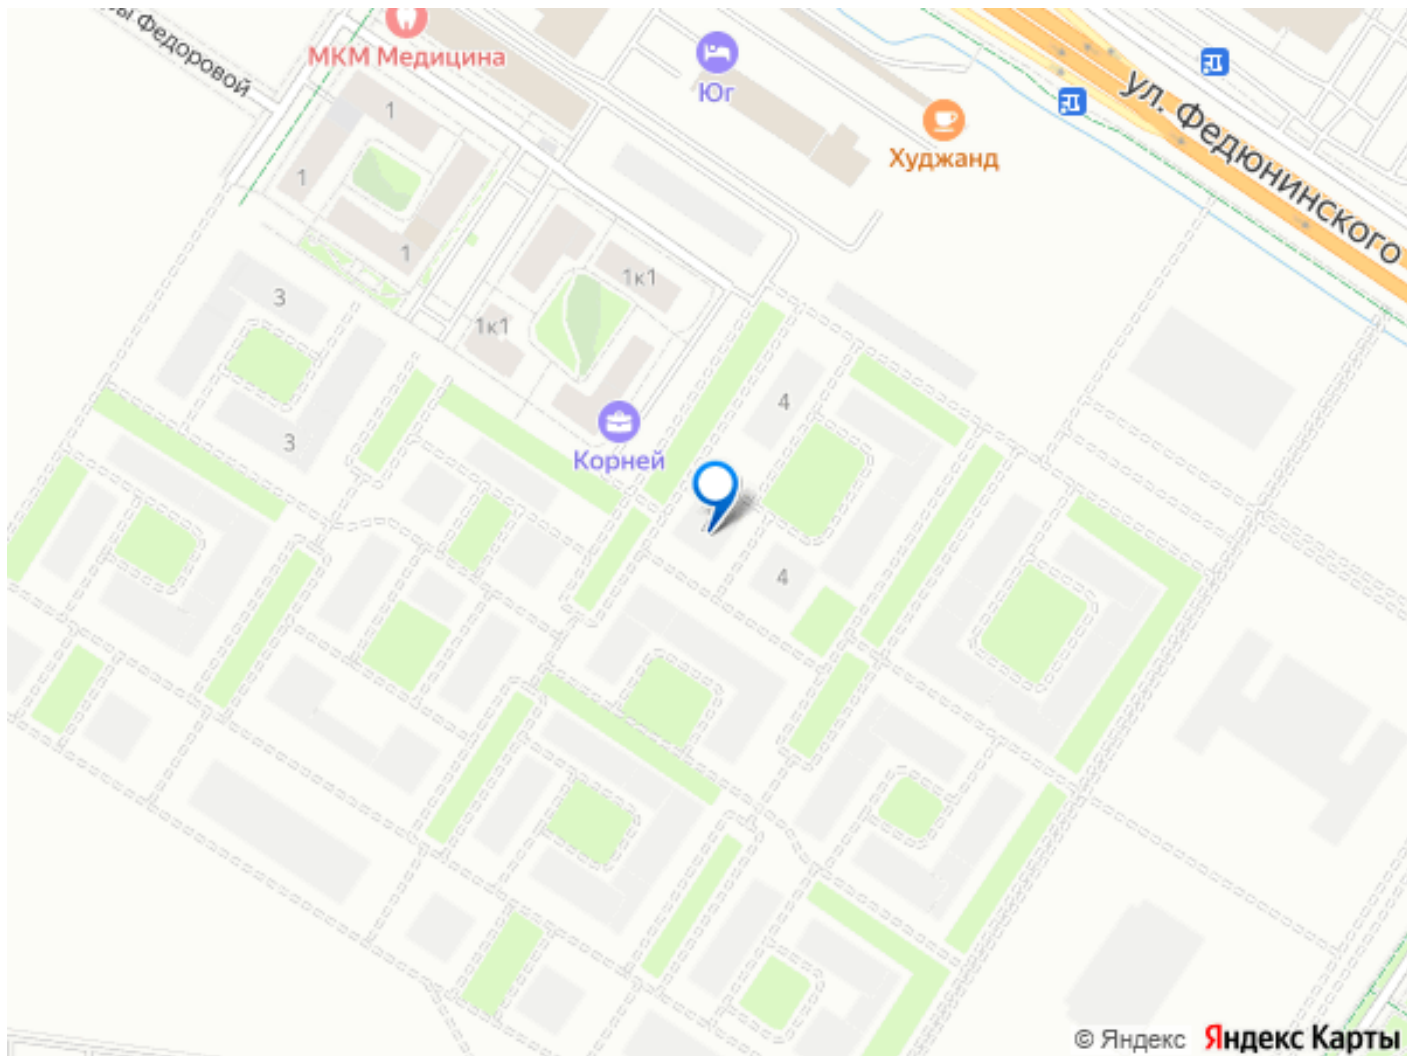 ы Федоровой
МКМ Медицина
Юг
Худжанд
ул. Федюнинского
1
1
1
1к1
1к1
3
3
4
Корней
4
© Яндекс Яндекс Карты